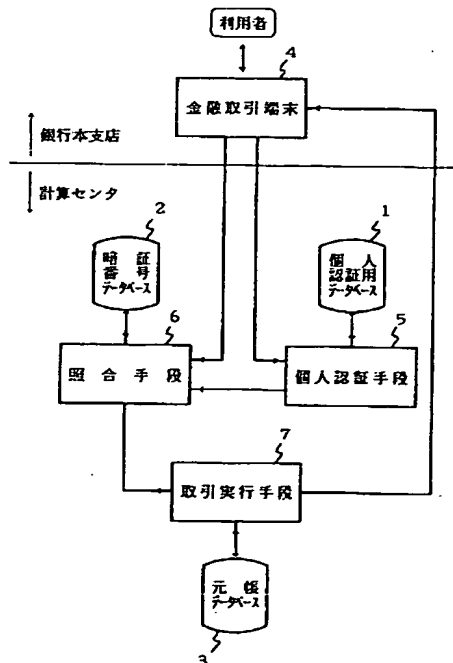 利用者
4
金融取引端末
銀行本支店
計算センタ
2
1
暗証
番号
データベース
個人
認証用
データベース
6
5
照合手段
個人認証手段
7
取引実行手段
元帳
データベース
3